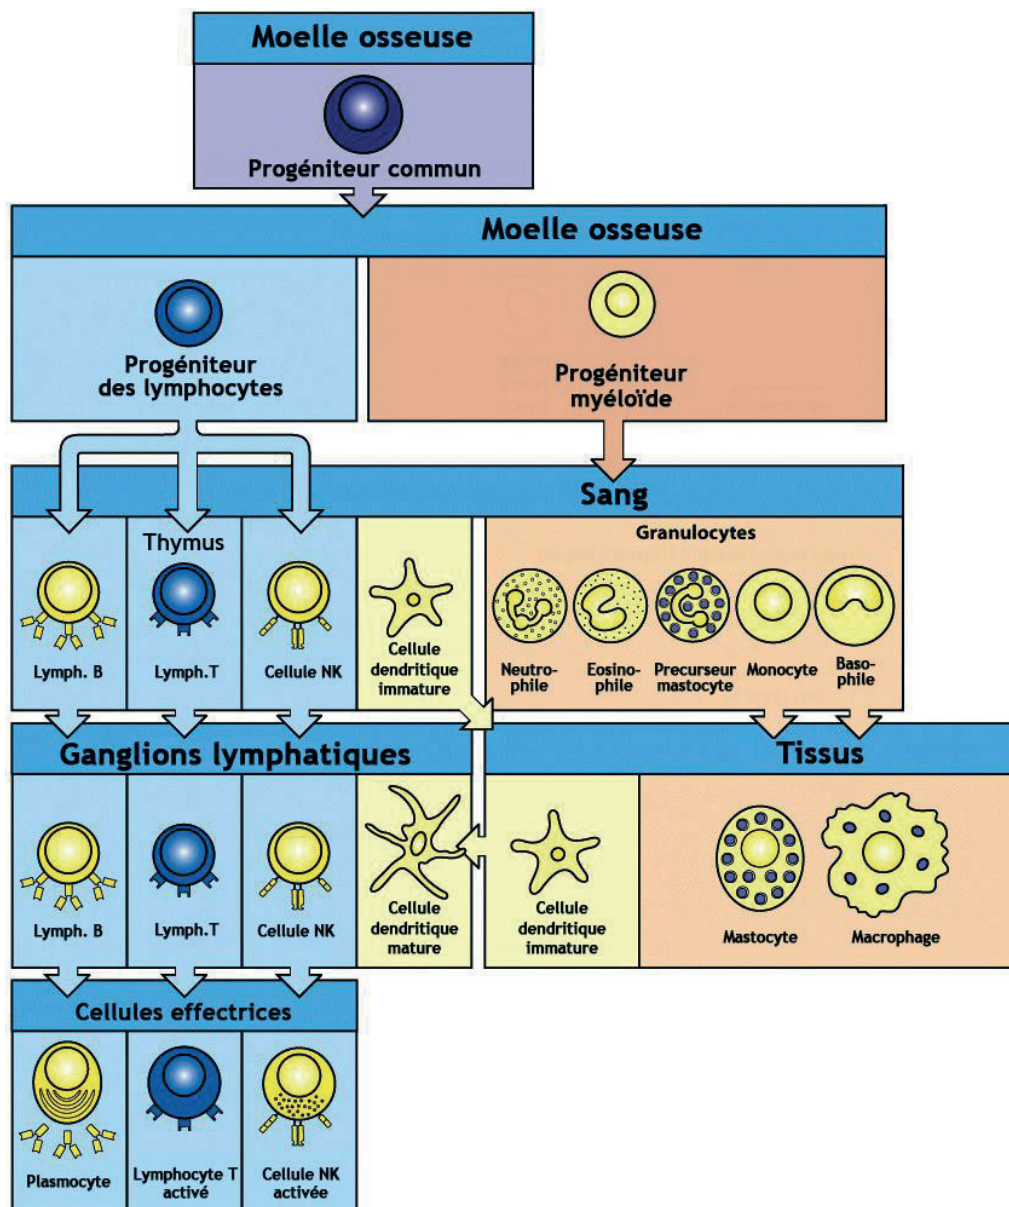 Moelle osseuse
Progéniteur commun
Moelle osseuse
Progéniteur
des lymphocytes
Progéniteur
myéloïde
Sang
Thymus
Granulocytes
Lymph. B
Lymph.T
Cellule NK
Cellule
dendritique
immature
Neutro-
phile
Eosino-
phile
Precurseur
mastocyte
Monocyte
Baso-
phile
Ganglions lymphatiques
Tissus
Lymph. B
Lymph.T
Cellule NK
Cellule
dendritique
mature
Cellule
dendritique
immature
Mastocyte
Macrophage
Cellules effectrices
Plasmocyte
Lymphocyte T
activé
Cellule NK
activée